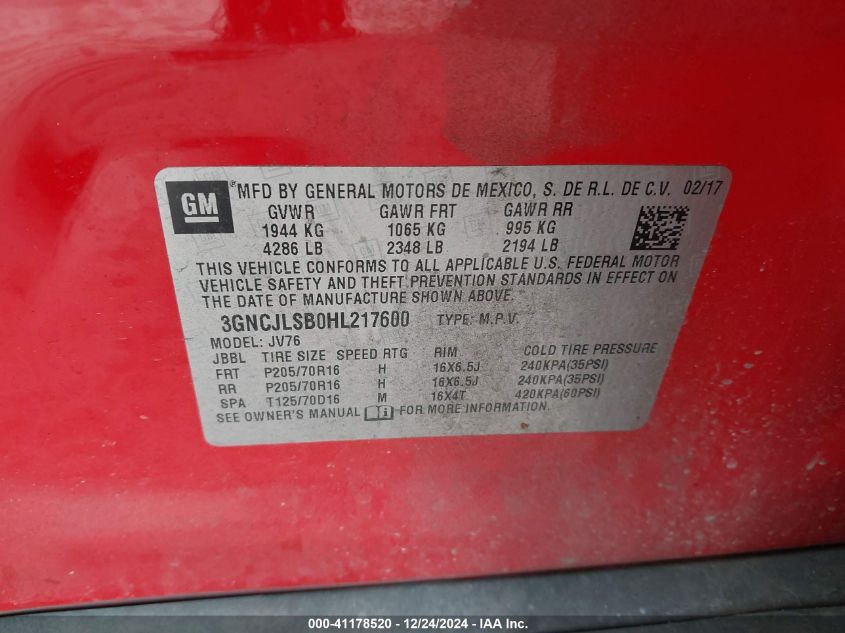 GM ® MFD BY GENERAL MOTORS DE MEXICO, S. DE R.L. DE C.V. 02/17
GVWR GAWR FRT GAWR RR
1944 KG 1065 KG 995 KG
4286 LB 2348 LB 2194 LB
THIS VEHICLE CONFORMS TO ALL APPLICABLE U.S. FEDERAL MOTOR
VEHICLE SAFETY AND THEFT PREVENTION STANDARDS IN EFFECT ON
THE DATE OF MANUFACTURE SHOWN ABOVE.
3GNCJLSB0HL217600 TYPE: M.P.V.
MODEL: JV76
JBBL TIRE SIZE SPEED RTG RIM COLD TIRE PRESSURE
FRT P205/70R16 H 16X6.5J 240KPA(35PSI)
RR P205/70R16 H 16X6.5J 240KPA(35PSI)
SPA T125/70D16 M 16X4T 420KPA(60PSI)
SEE OWNER'S MANUAL FOR MORE INFORMATION.
000-41178520 - 12/24/2024 - IAA Inc.